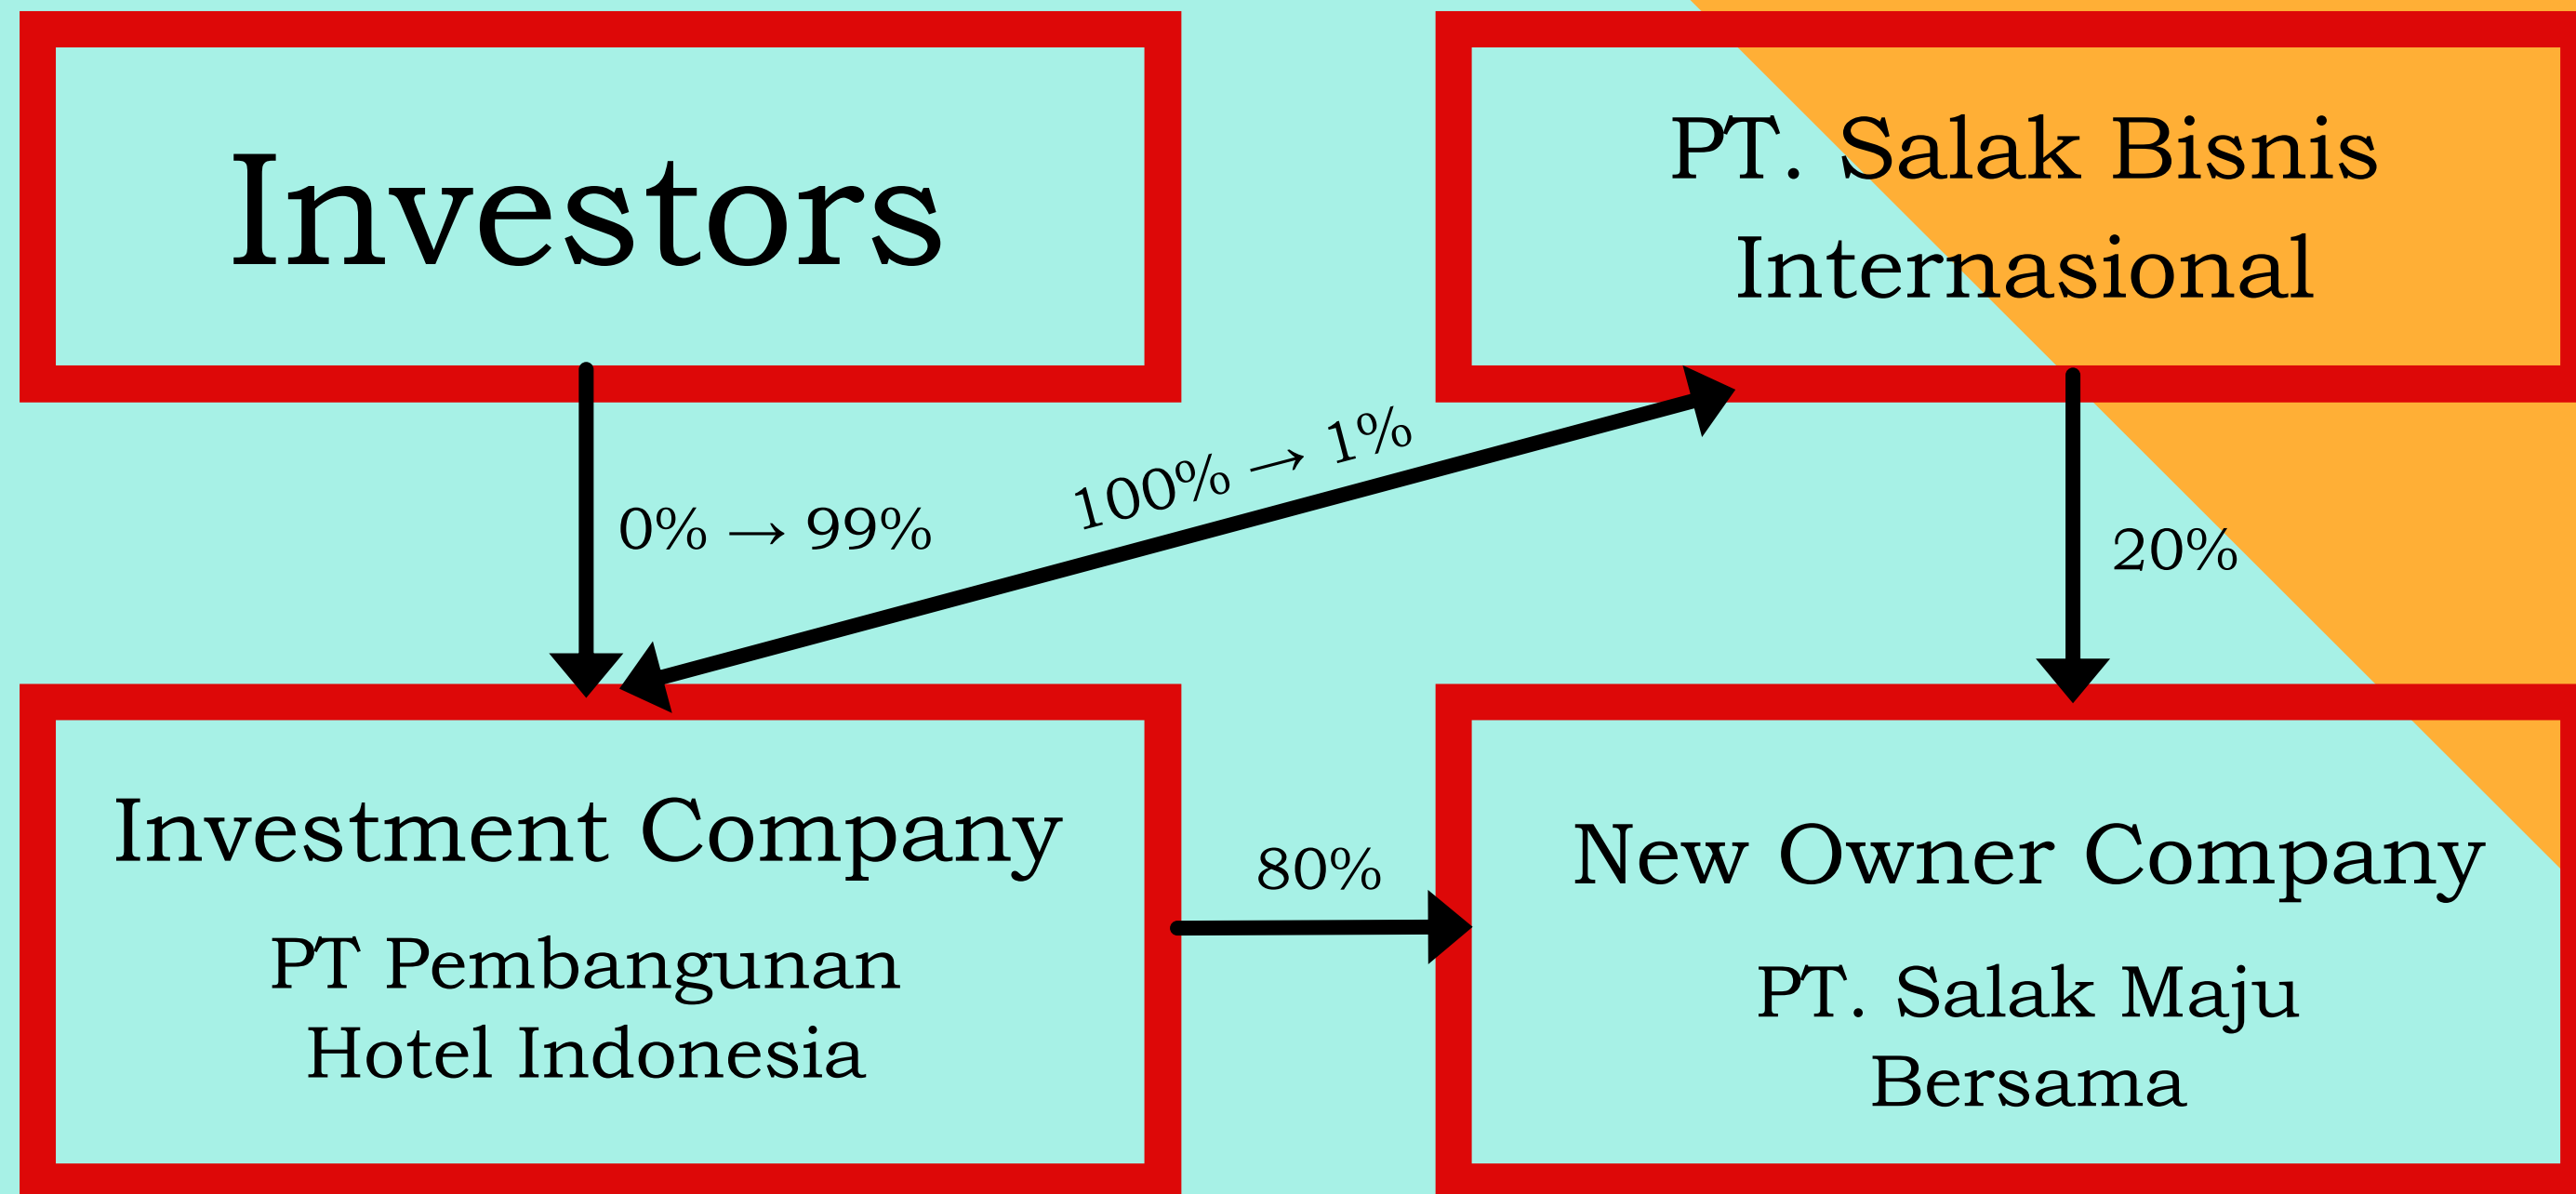 Investors
PT. Salak Bisnis
Internasional
0% → 99%
100% → 1%
20%
Investment Company
PT Pembangunan
Hotel Indonesia
80%
New Owner Company
PT. Salak Maju
Bersama